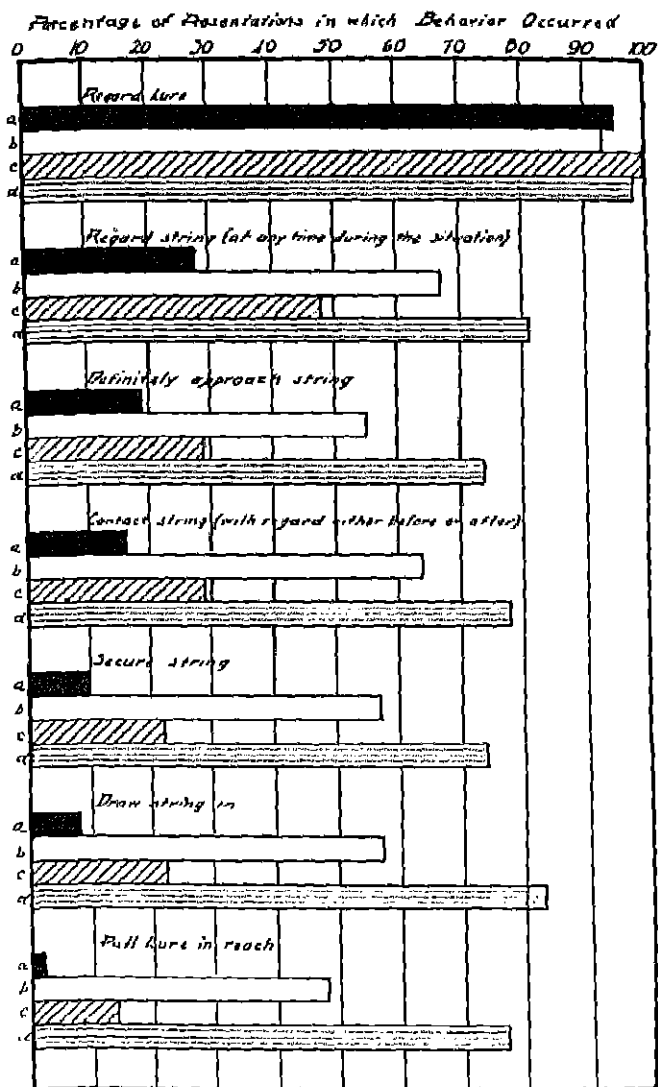 Percentage of Presentations in which Behavior Occurred
0 10 20 30 40 50 60 70 80 90 100
Regard lure
a
b
c
d
Regard string (at any time during the situation)
a
b
c
d
Definitely approach string
a
b
c
d
Contact string (with regard either before or after)
a
b
c
d
Secure string
a
b
c
d
Draw string in
a
b
c
d
Pull lure in reach
a
b
c
d